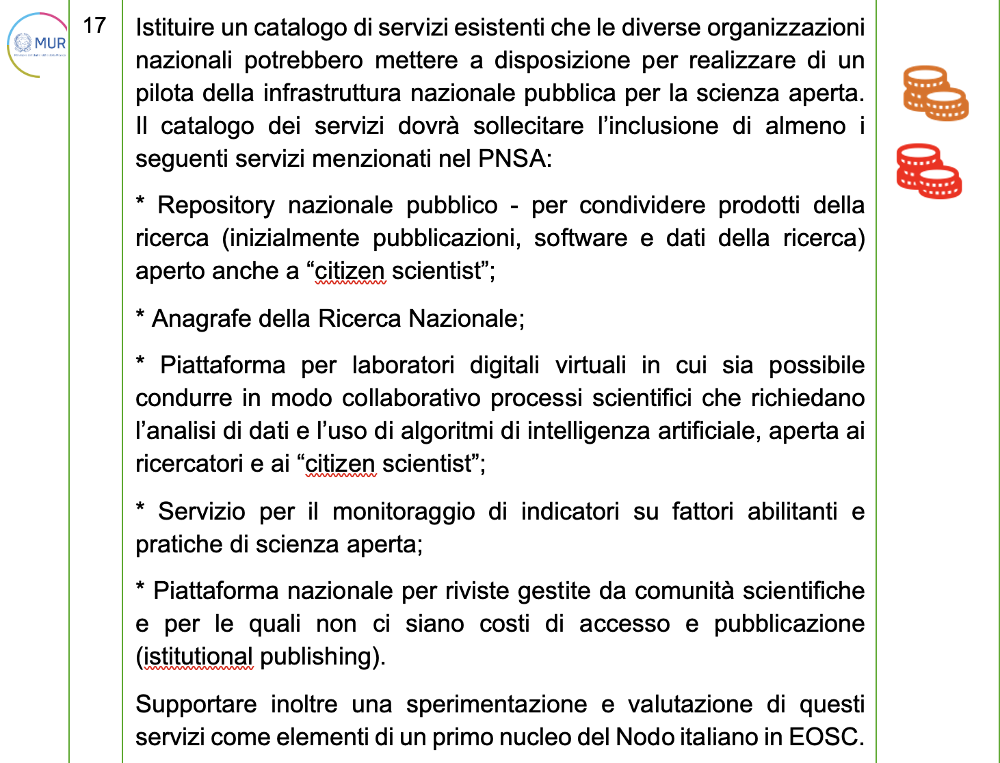 MUR
17
Istituire un catalogo di servizi esistenti che le diverse organizzazioni
nazionali potrebbero mettere a disposizione per realizzare di un
pilota della infrastruttura nazionale pubblica per la scienza aperta.
Il catalogo dei servizi dovrà sollecitare l’inclusione di almeno i
seguenti servizi menzionati nel PNSA:
* Repository nazionale pubblico - per condividere prodotti della
ricerca (inizialmente pubblicazioni, software e dati della ricerca)
aperto anche a “citizen scientist”;
* Anagrafe della Ricerca Nazionale;
* Piattaforma per laboratori digitali virtuali in cui sia possibile
condurre in modo collaborativo processi scientifici che richiedano
l’analisi di dati e l’uso di algoritmi di intelligenza artificiale, aperta ai
ricercatori e ai “citizen scientist”;
* Servizio per il monitoraggio di indicatori su fattori abilitanti e
pratiche di scienza aperta;
* Piattaforma nazionale per riviste gestite da comunità scientifiche
e per le quali non ci siano costi di accesso e pubblicazione
(istitutional publishing).
Supportare inoltre una sperimentazione e valutazione di questi
servizi come elementi di un primo nucleo del Nodo italiano in EOSC.